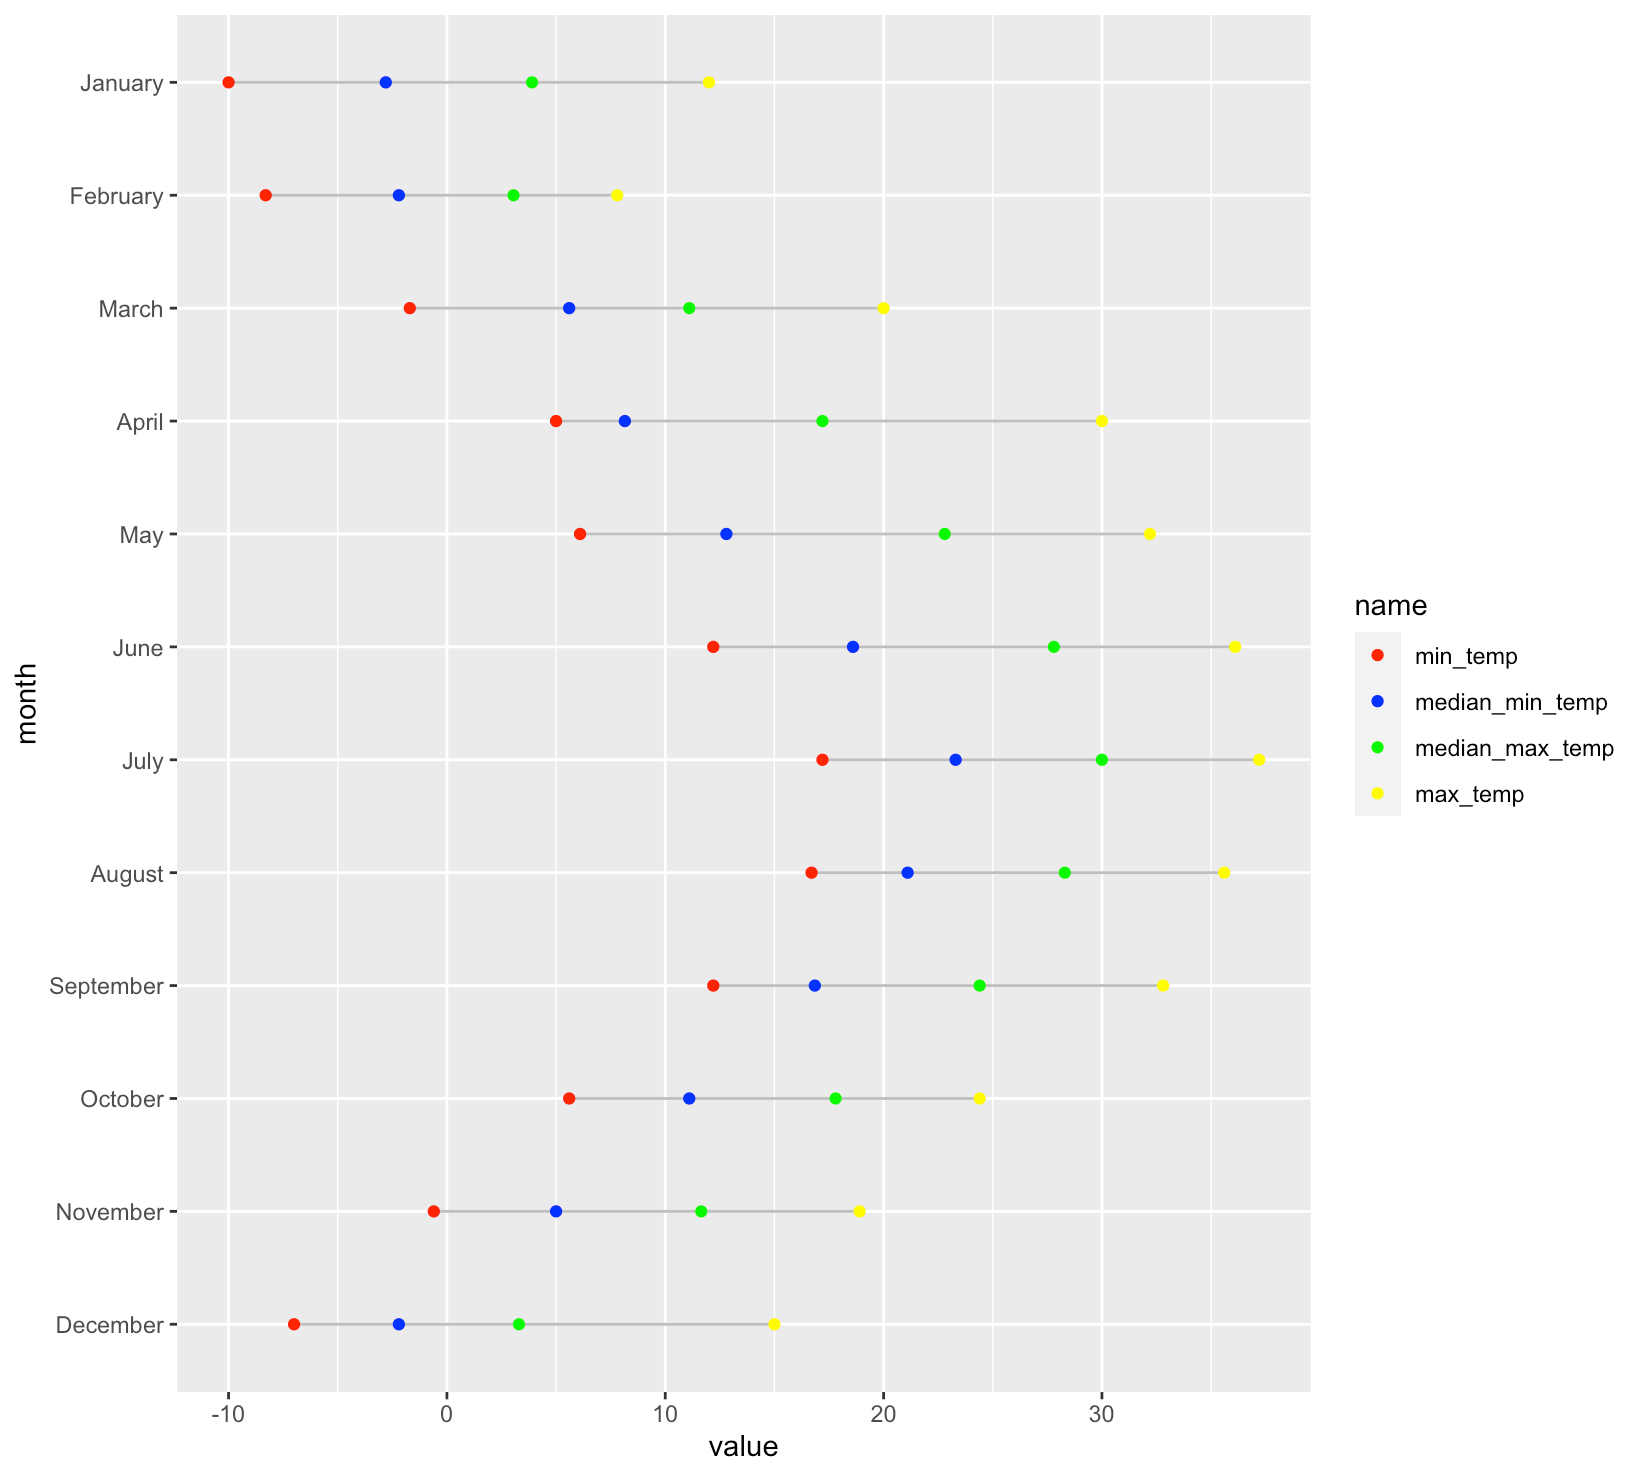 January
February
March
April
May
June
July
August
September
October
November
December
month
-10 0 10 20 30
value
name
min_temp
median_min_temp
median_max_temp
max_temp